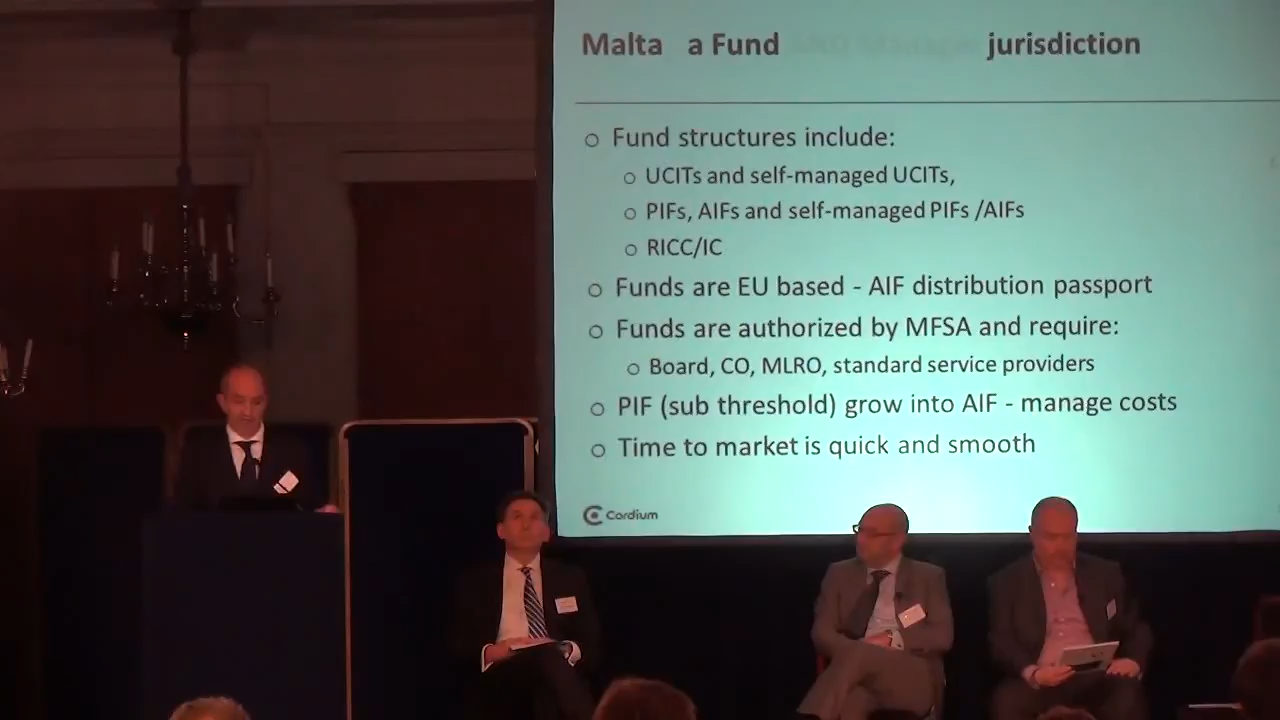 Malta a Fund AND Manager jurisdiction
Fund structures include:
UCITs and self-managed UCITs,
PIFs, AIFs and self-managed PIFs /AIFs
RICC/IC
Funds are EU based - AIF distribution passport
Funds are authorized by MFSA and require:
Board, CO, MLRO, standard service providers
PIF (sub threshold) grow into AIF - manage costs
Time to market is quick and smooth
Cordium